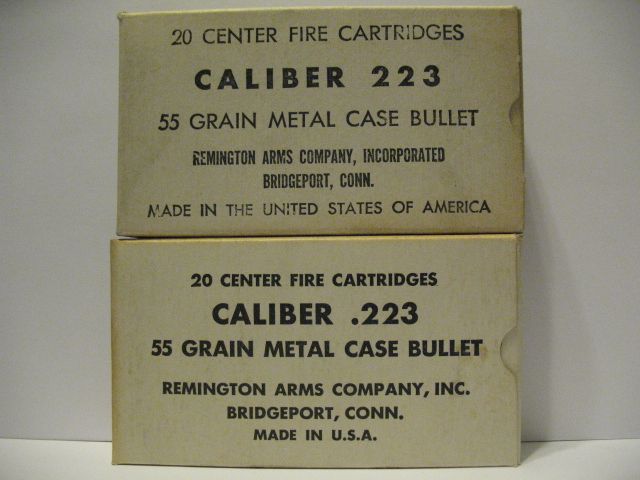 20 CENTER FIRE CARTRIDGES
CALIBER 223
55 GRAIN METAL CASE BULLET
REMINGTON ARMS COMPANY, INCORPORATED
BRIDGEPORT, CONN.
MADE IN THE UNITED STATES OF AMERICA
20 CENTER FIRE CARTRIDGES
CALIBER .223
55 GRAIN METAL CASE BULLET
REMINGTON ARMS COMPANY, INC.
BRIDGEPORT, CONN.
MADE IN U.S.A.